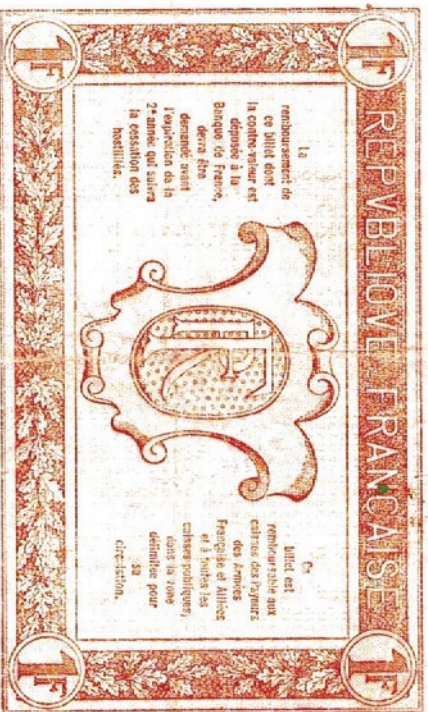 1F
1F
REPVBLIQVE FRANÇAISE
Le
remboursement de
ce billet dont
la contre-valeur est
déposée à la
Banque de France,
devra être
demandé avant
l'expiration de la
2e année qui suivra
la cessation des
hostilités.
1F
Ce
billet est
remboursable aux
caisses des Payeurs
des Armées
Française et Alliées
et à toutes les
caisses publiques,
dans la zone
délimitée pour
sa
circulation.
1F
1F